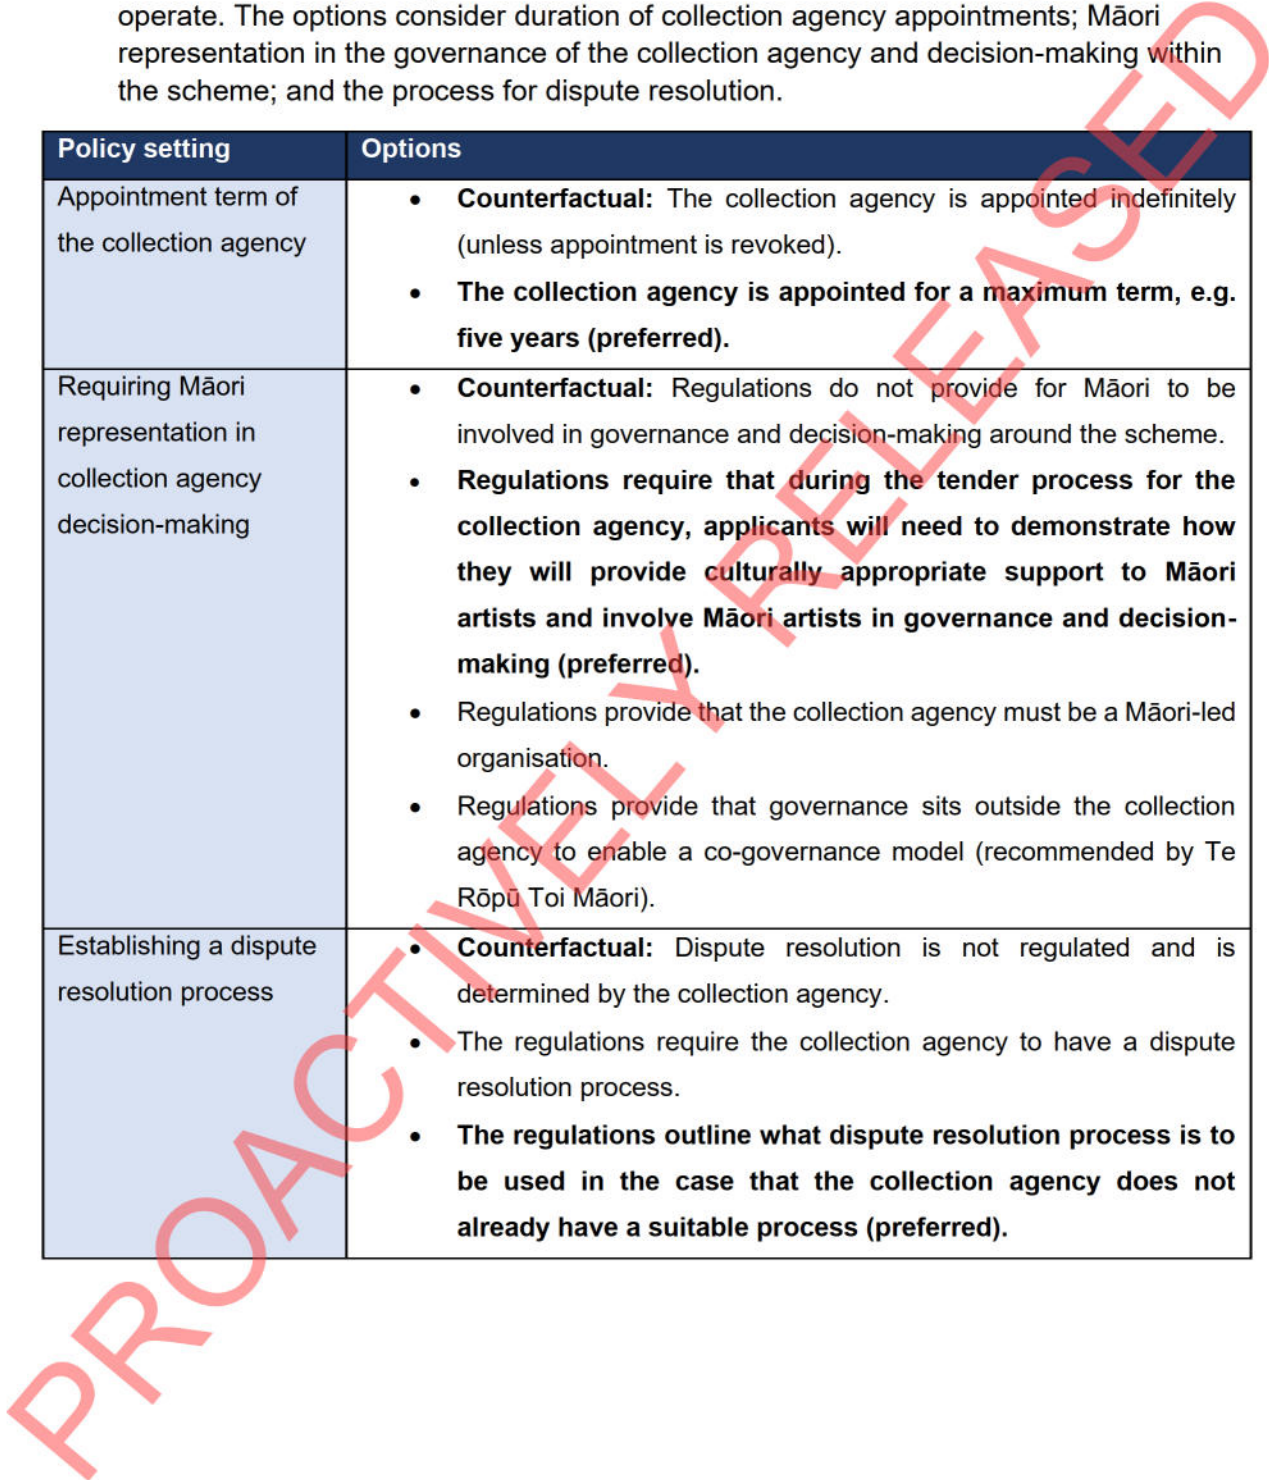 operate. The options consider duration of collection agency appointments; Māori
representation in the governance of the collection agency and decision-making within
the scheme; and the process for dispute resolution.
Policy setting
Options
Appointment term of
the collection agency
• Counterfactual: The collection agency is appointed indefinitely
(unless appointment is revoked).
• The collection agency is appointed for a maximum term, e.g.
five years (preferred).
Requiring Māori
representation in
collection agency
decision-making
• Counterfactual: Regulations do not provide for Māori to be
involved in governance and decision-making around the scheme.
• Regulations require that during the tender process for the
collection agency, applicants will need to demonstrate how
they will provide culturally appropriate support to Māori
artists and involve Māori artists in governance and decision-
making (preferred).
• Regulations provide that the collection agency must be a Māori-led
organisation.
• Regulations provide that governance sits outside the collection
agency to enable a co-governance model (recommended by Te
Rōpū Toi Māori).
Establishing a dispute
resolution process
• Counterfactual: Dispute resolution is not regulated and is
determined by the collection agency.
• The regulations require the collection agency to have a dispute
resolution process.
• The regulations outline what dispute resolution process is to
be used in the case that the collection agency does not
already have a suitable process (preferred).
PROACTIVELY RELEASED